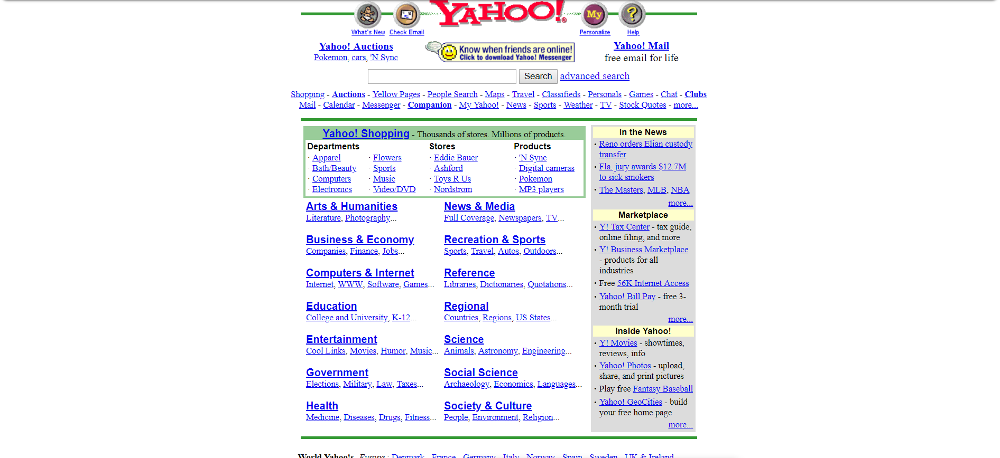 YAHOO!
My
?
What's New Check Email
Personalize Help
Yahoo! Auctions
Pokemon, cars, 'N Sync
Know when friends are online!
Click to download Yahoo! Messenger
Yahoo! Mail
free email for life
Search advanced search
Shopping - Auctions - Yellow Pages - People Search - Maps - Travel - Classifieds - Personals - Games - Chat - Clubs
Mail - Calendar - Messenger - Companion - My Yahoo! - News - Sports - Weather - TV - Stock Quotes - more...
Yahoo! Shopping - Thousands of stores. Millions of products.
Departments Stores Products
· Apparel · Flowers · Eddie Bauer · 'N Sync
· Bath/Beauty · Sports · Ashford · Digital cameras
· Computers · Music · Toys R Us · Pokemon
· Electronics · Video/DVD · Nordstrom · MP3 players
Arts & Humanities
Literature, Photography...
News & Media
Full Coverage, Newspapers, TV...
Business & Economy
Companies, Finance, Jobs...
Recreation & Sports
Sports, Travel, Autos, Outdoors...
Computers & Internet
Internet, WWW, Software, Games...
Reference
Libraries, Dictionaries, Quotations...
Education
College and University, K-12...
Regional
Countries, Regions, US States...
Entertainment
Cool Links, Movies, Humor, Music...
Science
Animals, Astronomy, Engineering...
Government
Elections, Military, Law, Taxes...
Social Science
Archaeology, Economics, Languages...
Health
Medicine, Diseases, Drugs, Fitness...
Society & Culture
People, Environment, Religion...
In the News
· Reno orders Elian custody
transfer
· Fla. jury awards $12.7M
to sick smokers
· The Masters, MLB, NBA
more...
Marketplace
· Y! Tax Center - tax guide,
online filing, and more
· Y! Business Marketplace
- products for all
industries
· Free 56K Internet Access
· Yahoo! Bill Pay - free 3-
month trial
more...
Inside Yahoo!
· Y! Movies - showtimes,
reviews, info
· Yahoo! Photos - upload,
share, and print pictures
· Play free Fantasy Baseball
· Yahoo! GeoCities - build
your free home page
more...
World Yahoo!s Europe : Denmark - France - Germany - Italy - Norway - Spain - Sweden - UK & Ireland